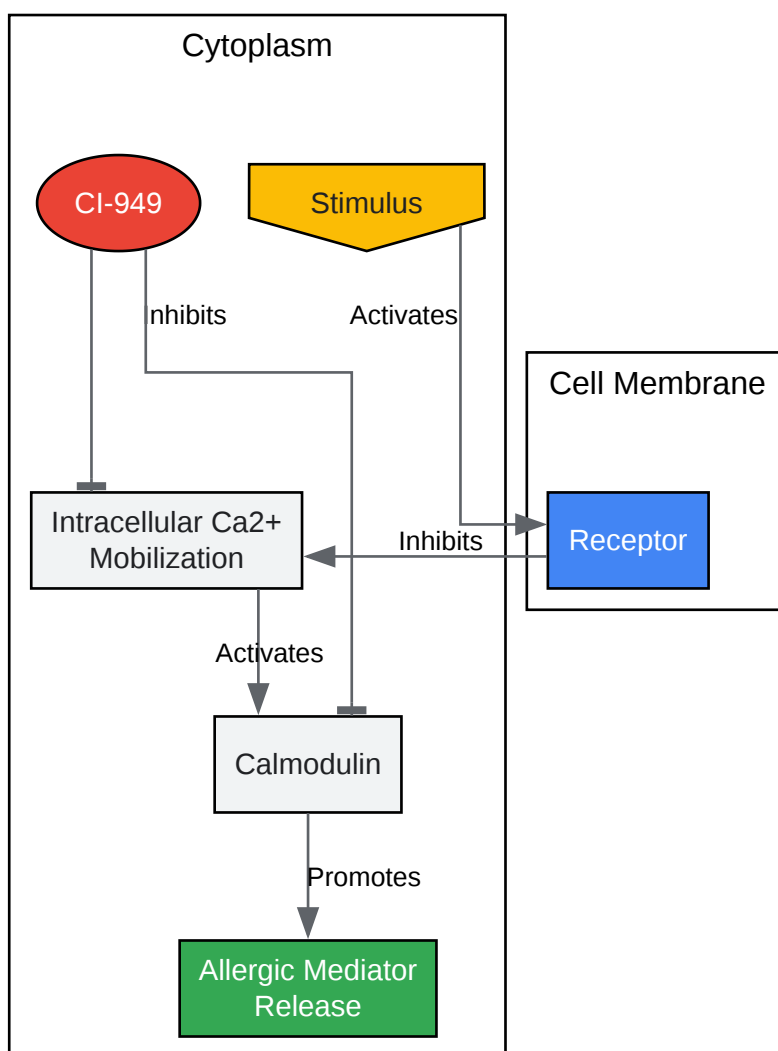 Cytoplasm
CI-949
Stimulus
Inhibits
Activates
Cell Membrane
Intracellular Ca2+
Mobilization
Inhibits
Receptor
Activates
Calmodulin
Promotes
Allergic Mediator
Release